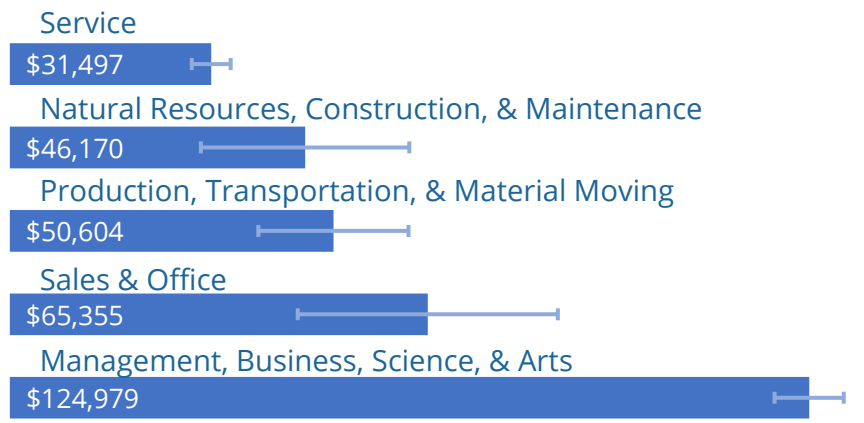 Service
$31,497
Natural Resources, Construction, & Maintenance
$46,170
Production, Transportation, & Material Moving
$50,604
Sales & Office
$65,355
Management, Business, Science, & Arts
$124,979